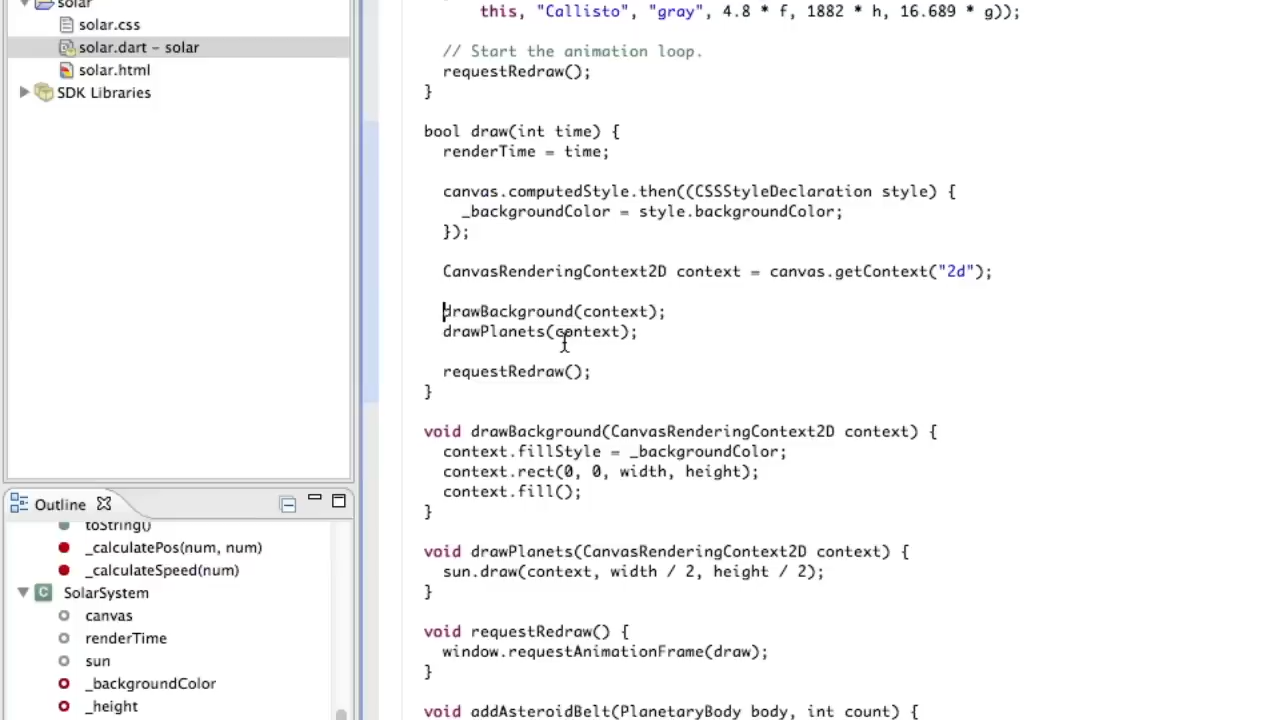 solar
solar.css
solar.dart – solar
solar.html
SDK Libraries
Outline
toString()
_calculatePos(num, num)
_calculateSpeed(num)
SolarSystem
canvas
renderTime
sun
_backgroundColor
_height
this, "Callisto", "gray", 4.8 * f, 1882 * h, 16.689 * g));
// Start the animation loop.
requestRedraw();
}
bool draw(int time) {
renderTime = time;
canvas.computedStyle.then((CSSStyleDeclaration style) {
_backgroundColor = style.backgroundColor;
});
CanvasRenderingContext2D context = canvas.getContext("2d");
drawBackground(context);
drawPlanets(context);
requestRedraw();
}
void drawBackground(CanvasRenderingContext2D context) {
context.fillStyle = _backgroundColor;
context.rect(0, 0, width, height);
context.fill();
}
void drawPlanets(CanvasRenderingContext2D context) {
sun.draw(context, width / 2, height / 2);
}
void requestRedraw() {
window.requestAnimationFrame(draw);
}
void addAsteroidBelt(PlanetaryBody body, int count) {